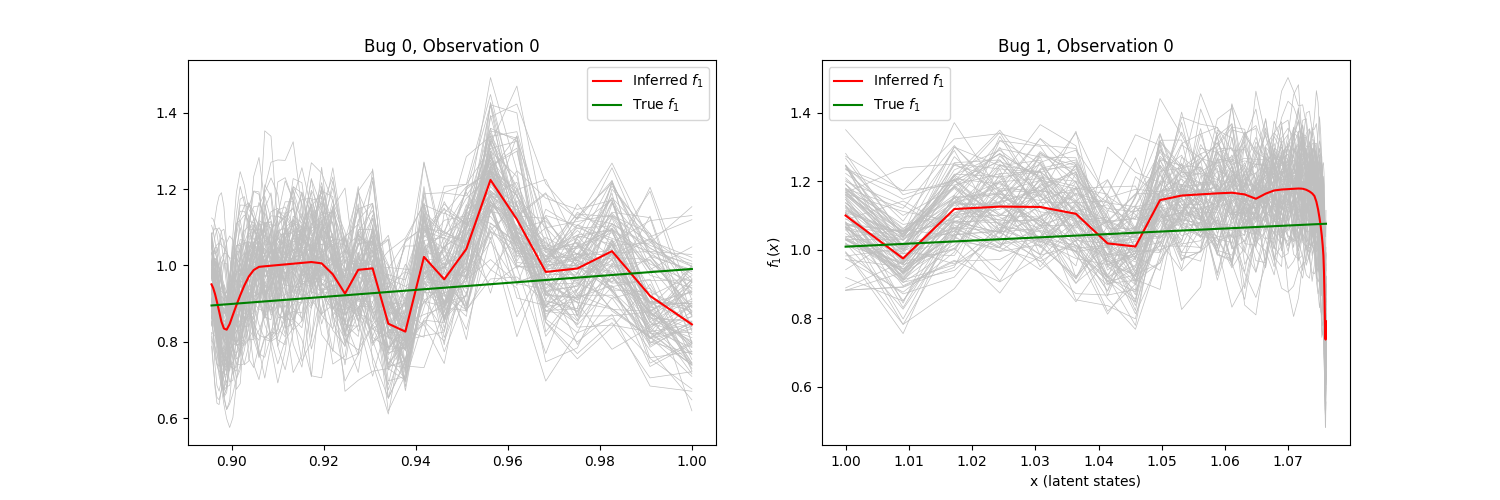 Bug 0, Observation 0
Inferred f₁
True f₁
1.4
1.2
1.0
0.8
0.6
0.90 0.92 0.94 0.96 0.98 1.00
Bug 1, Observation 0
Inferred f₁
True f₁
f₁(x)
1.4
1.2
1.0
0.8
0.6
1.00 1.01 1.02 1.03 1.04 1.05 1.06 1.07
x (latent states)